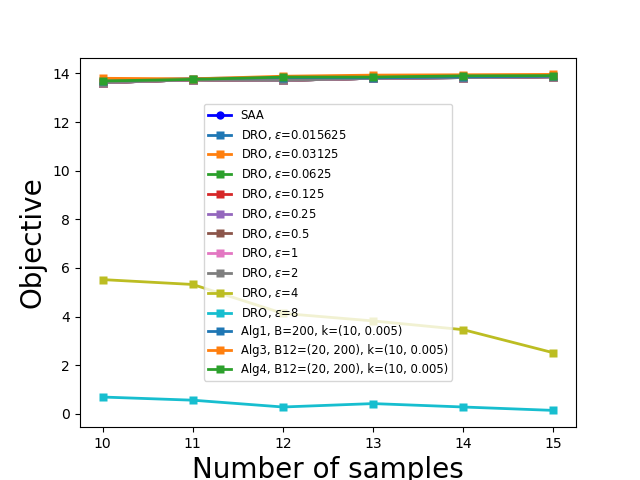 14
12
10
8
6
4
2
0
Objective
SAA
DRO, ε=0.015625
DRO, ε=0.03125
DRO, ε=0.0625
DRO, ε=0.125
DRO, ε=0.25
DRO, ε=0.5
DRO, ε=1
DRO, ε=2
DRO, ε=4
DRO, ε=8
Alg1, B=200, k=(10, 0.005)
Alg3, B12=(20, 200), k=(10, 0.005)
Alg4, B12=(20, 200), k=(10, 0.005)
10 11 12 13 14 15
Number of samples